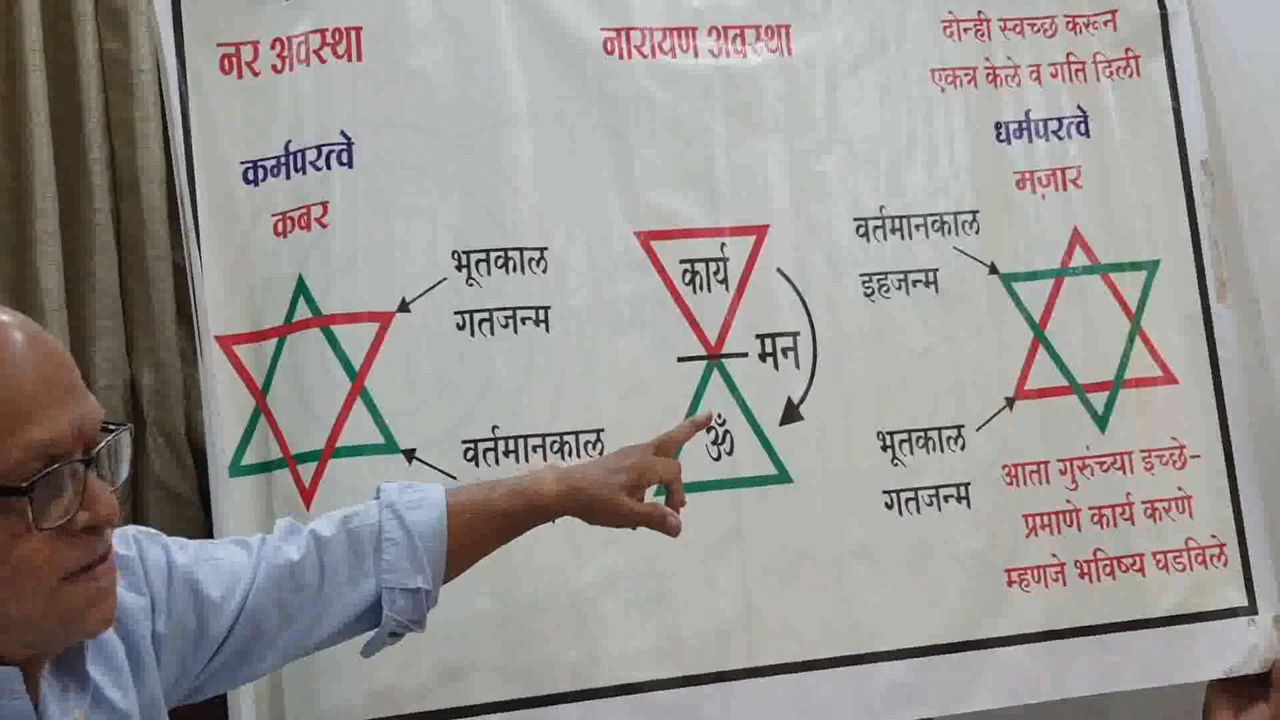 नर अवस्था
कर्मपरत्वे
कबर
भूतकाल
गतजन्म
वर्तमानकाल
नारायण अवस्था
कार्य
मन
ॐ
दोन्ही स्वच्छ करून
एकत्र केले व गति दिली
धर्मपरत्वे
मज़ार
वर्तमानकाल
इहजन्म
भूतकाल
गतजन्म
आता गुरुंच्या इच्छे-
प्रमाणे कार्य करणे
म्हणजे भविष्य घडविले